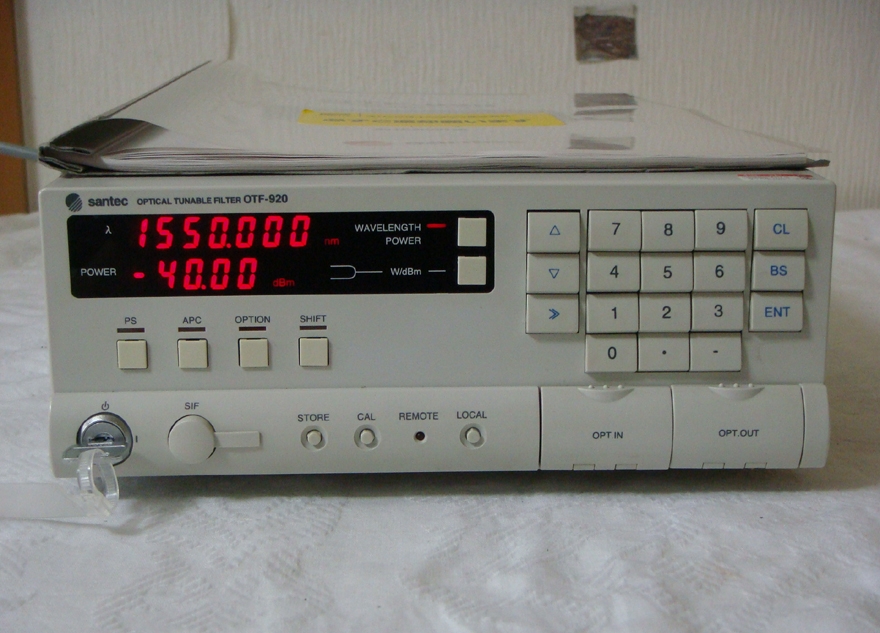 santec OPTICAL TUNABLE FILTER OTF-920
λ 1550.000 nm
WAVELENGTH
POWER
POWER -40.00 dBm
W/dBm
PS APC OPTION SHIFT
7 8 9 CL
4 5 6 BS
1 2 3 ENT
0 . -
SIF
I
STORE CAL REMOTE LOCAL
OPT IN
OPT.OUT